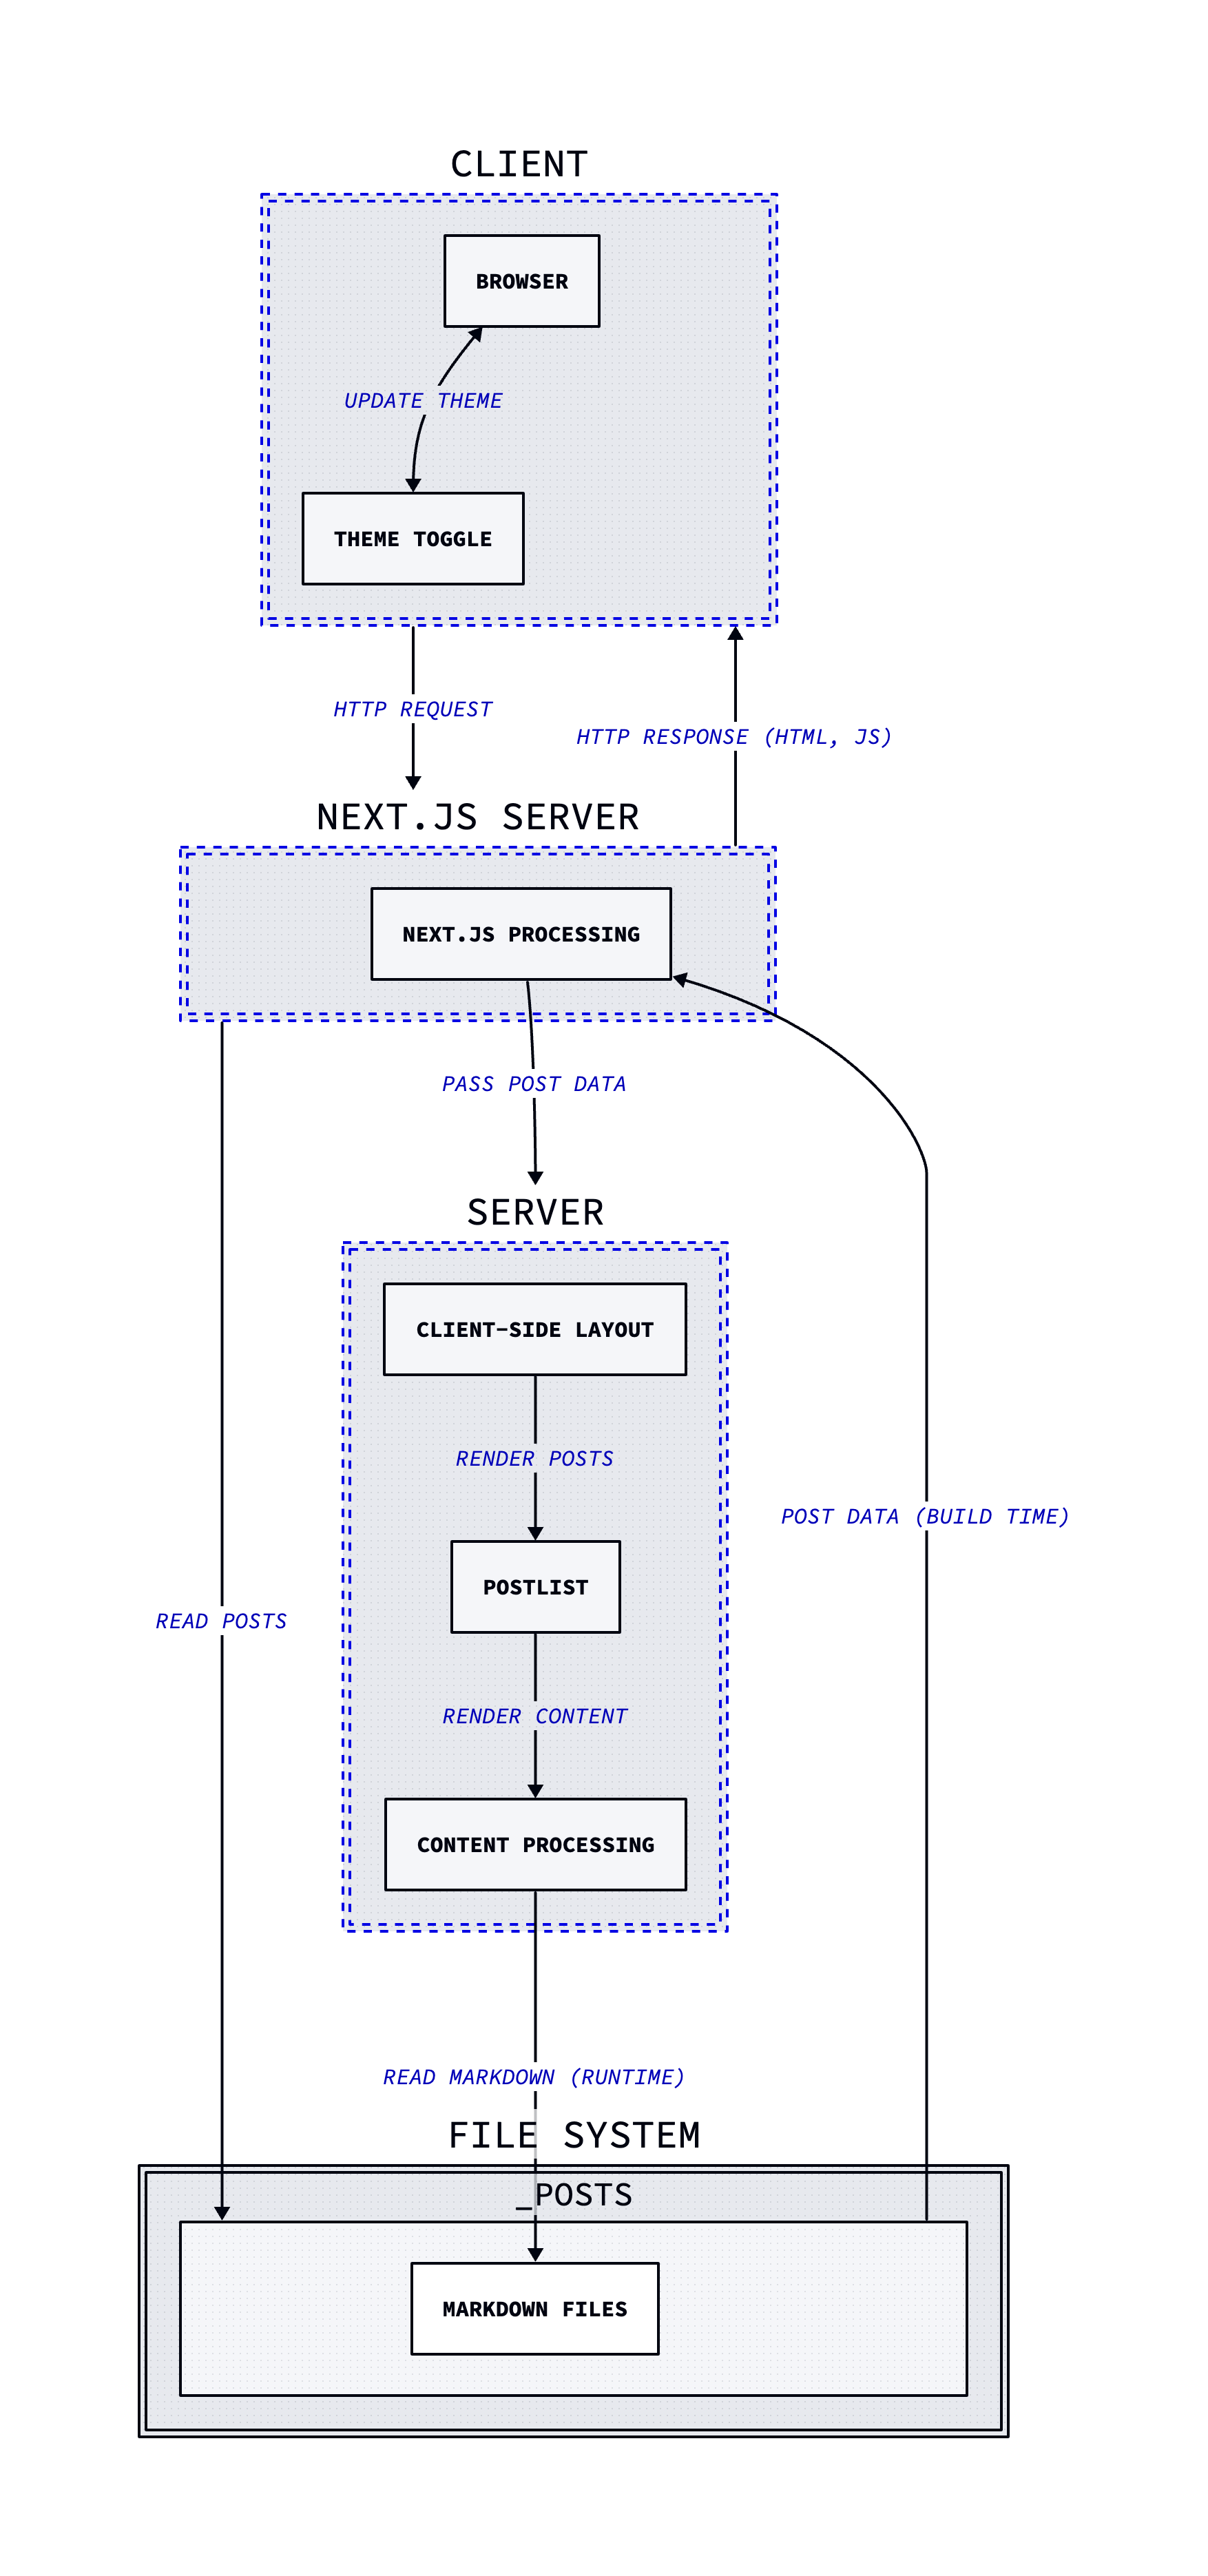 CLIENT
BROWSER
UPDATE THEME
THEME TOGGLE
HTTP REQUEST
HTTP RESPONSE (HTML, JS)
NEXT.JS SERVER
NEXT.JS PROCESSING
PASS POST DATA
SERVER
CLIENT-SIDE LAYOUT
RENDER POSTS
POST DATA (BUILD TIME)
POSTLIST
READ POSTS
RENDER CONTENT
CONTENT PROCESSING
READ MARKDOWN (RUNTIME)
FILE SYSTEM
_POSTS
MARKDOWN FILES